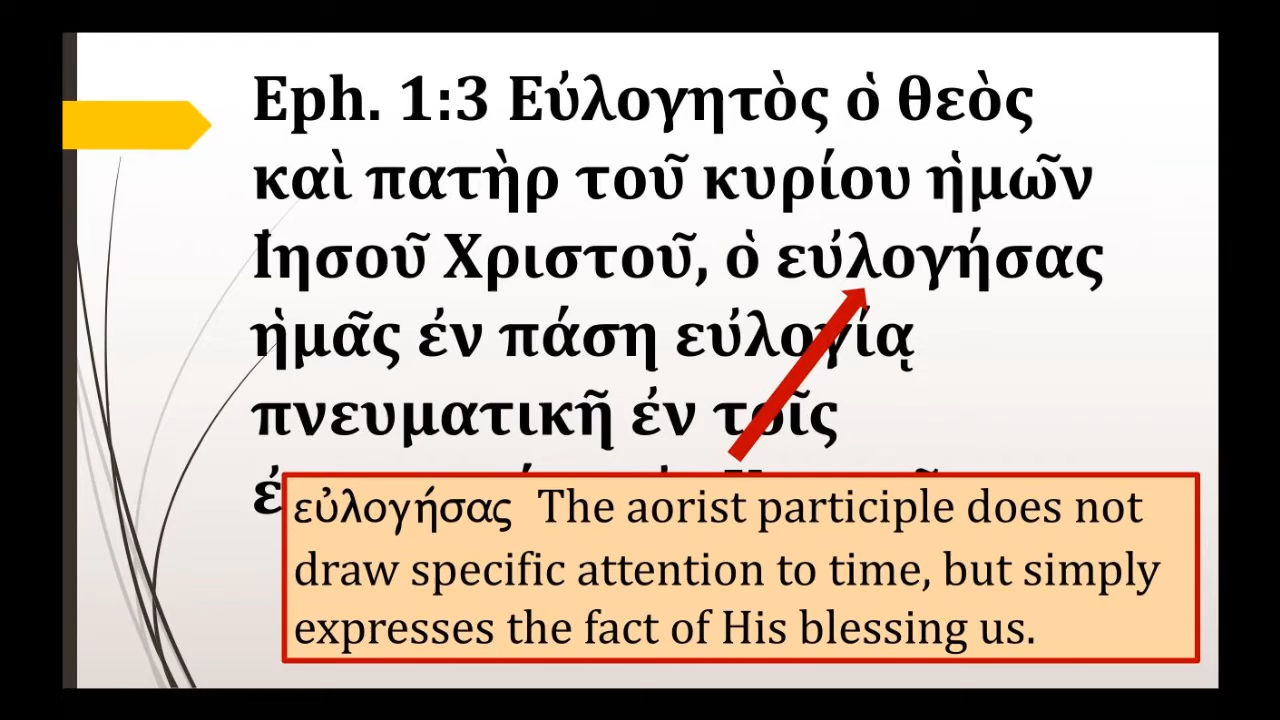 Eph. 1:3 Εὐλογητὸς ὁ θεὸς
καὶ πατὴρ τοῦ κυρίου ἡμῶν
Ἰησοῦ Χριστοῦ, ὁ εὐλογήσας
ἡμᾶς ἐν πάσῃ εὐλογίᾳ
πνευματικῇ ἐν τοῖς
εὐλογήσας The aorist participle does not
draw specific attention to time, but simply
expresses the fact of His blessing us.